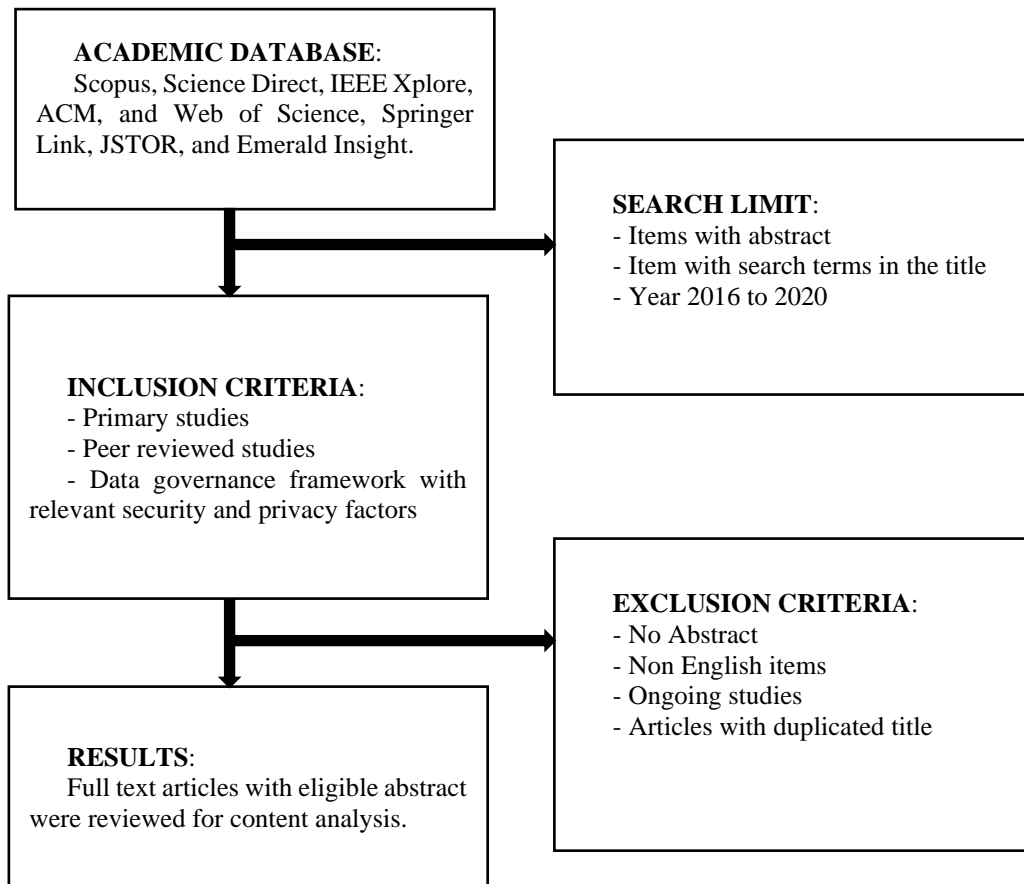 ACADEMIC DATABASE:
Scopus, Science Direct, IEEE Xplore,
ACM, and Web of Science, Springer
Link, JSTOR, and Emerald Insight.
SEARCH LIMIT:
- Items with abstract
- Item with search terms in the title
- Year 2016 to 2020
INCLUSION CRITERIA:
- Primary studies
- Peer reviewed studies
- Data governance framework with
relevant security and privacy factors
EXCLUSION CRITERIA:
- No Abstract
- Non English items
- Ongoing studies
- Articles with duplicated title
RESULTS:
Full text articles with eligible abstract
were reviewed for content analysis.